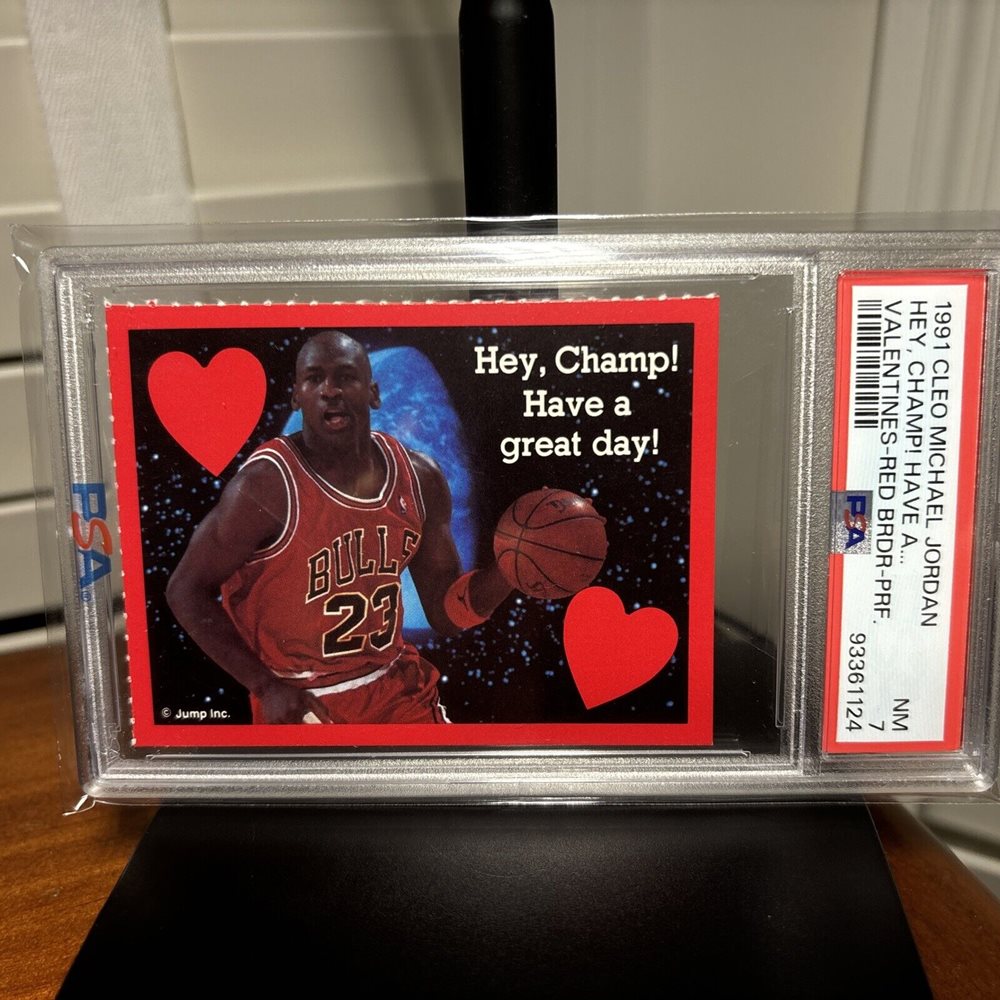 Hey, Champ!
Have a
great day!
BULLS
23
© Jump Inc.
PSA
1991 CLEO MICHAEL JORDAN
HEY, CHAMP! HAVE A...
VALENTINES-RED BRDR-PRF.
NM
7
93361124
PSA